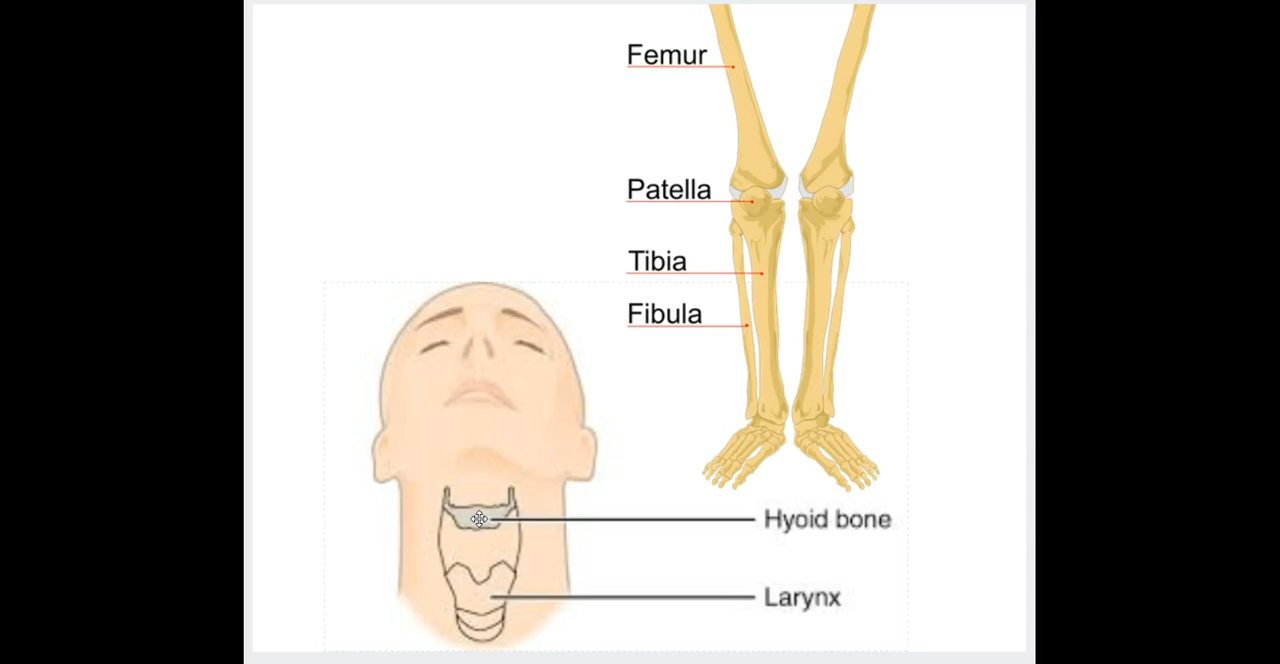 Femur
Patella
Tibia
Fibula
Hyoid bone
Larynx